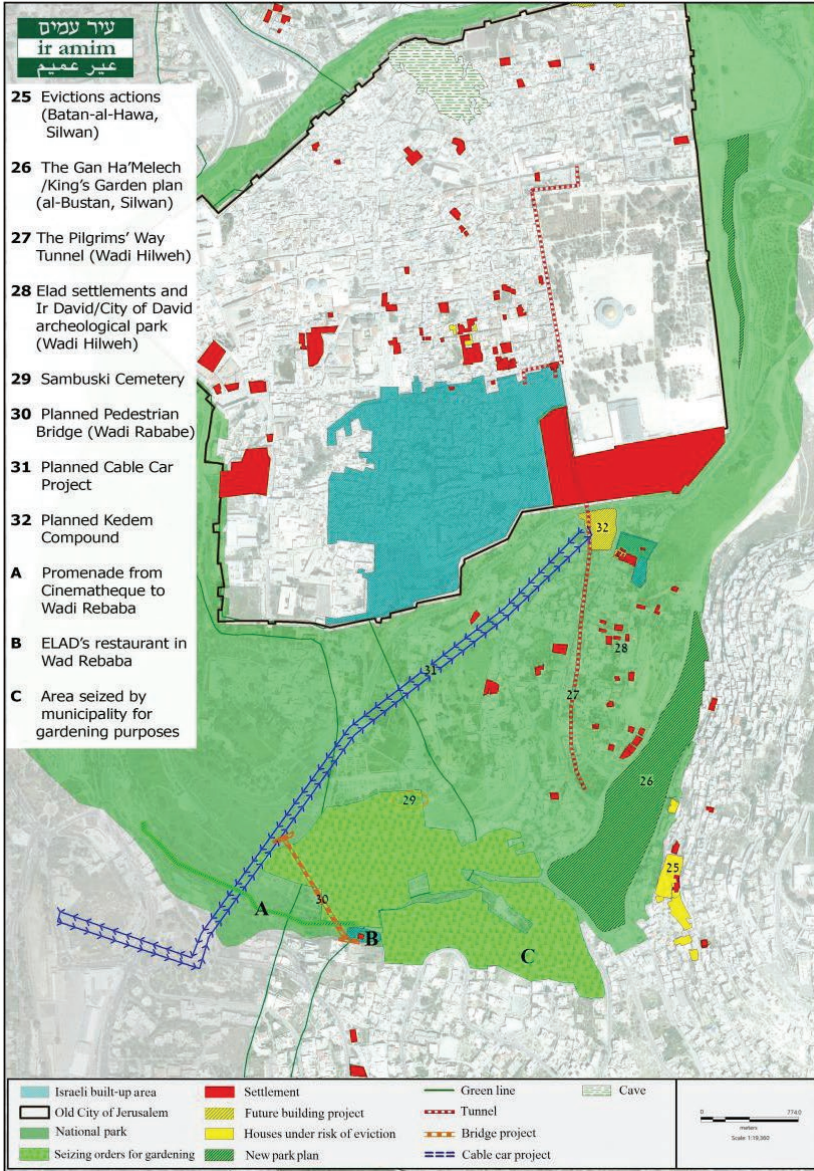 עיר עמים
ir amim
عير عميم
25 Evictions actions
(Batan-al-Hawa,
Silwan)
26 The Gan Ha'Melech
/King's Garden plan
(al-Bustan, Silwan)
27 The Pilgrims' Way
Tunnel (Wadi Hilweh)
28 Elad settlements and
Ir David/City of David
archeological park
(Wadi Hilweh)
29 Sambuski Cemetery
30 Planned Pedestrian
Bridge (Wadi Rababe)
31 Planned Cable Car
Project
32 Planned Kedem
Compound
A Promenade from
Cinematheque to
Wadi Rebaba
B ELAD's restaurant in
Wad Rebaba
C Area seized by
municipality for
gardening purposes
32
28
31
27
26
29
25
A
30
B
C
Israeli built-up area
Old City of Jerusalem
National park
Seizing orders for gardening
Settlement
Future building project
Houses under risk of eviction
New park plan
Green line
Tunnel
Bridge project
Cable car project
Cave
0 774.0
meters